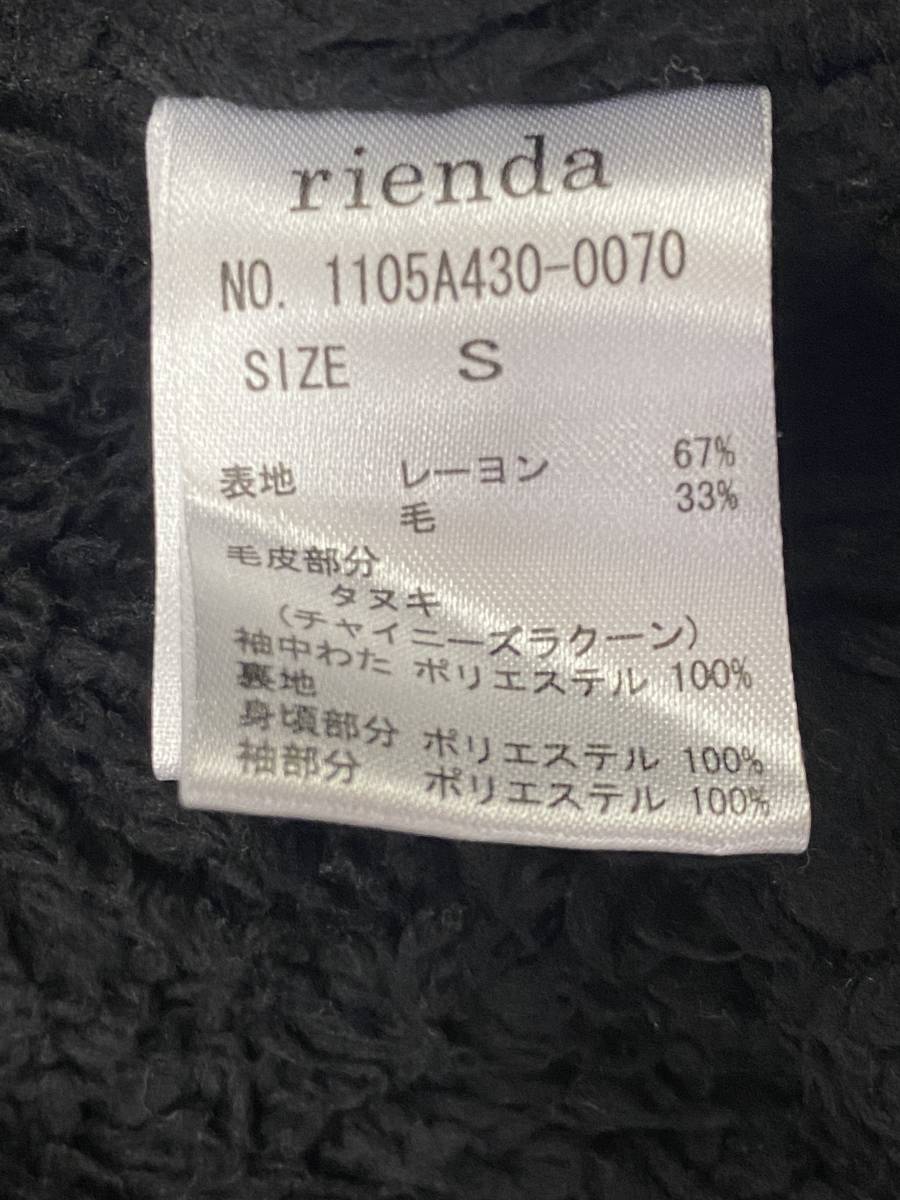 rienda
NO. 1105A430-0070
SIZE S
表地 レーヨン 67%
毛 33%
毛皮部分
タヌキ
(チャイニーズラクーン)
袖中わた ポリエステル 100%
裏地
身頃部分 ポリエステル 100%
袖部分 ポリエステル 100%